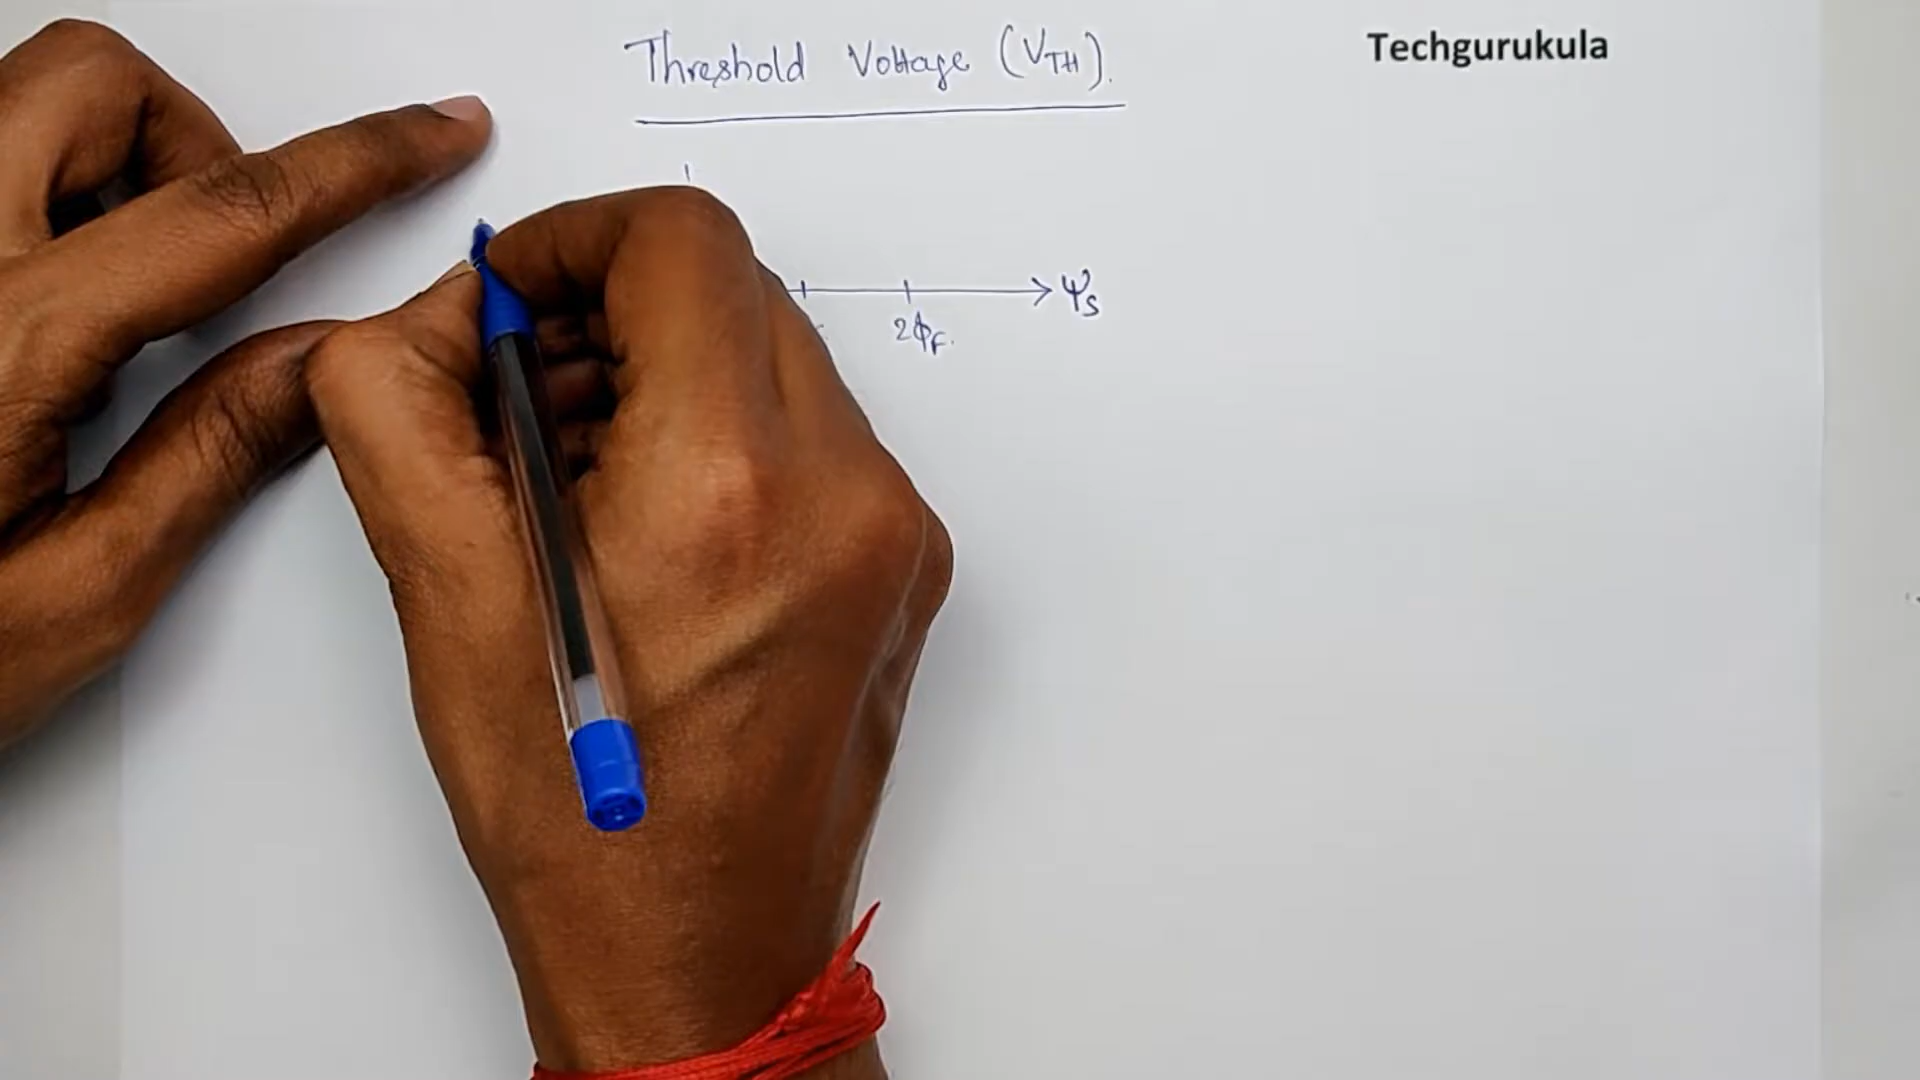 Threshold Voltage (VTH).
Techgurukula
ψS
2ϕF.